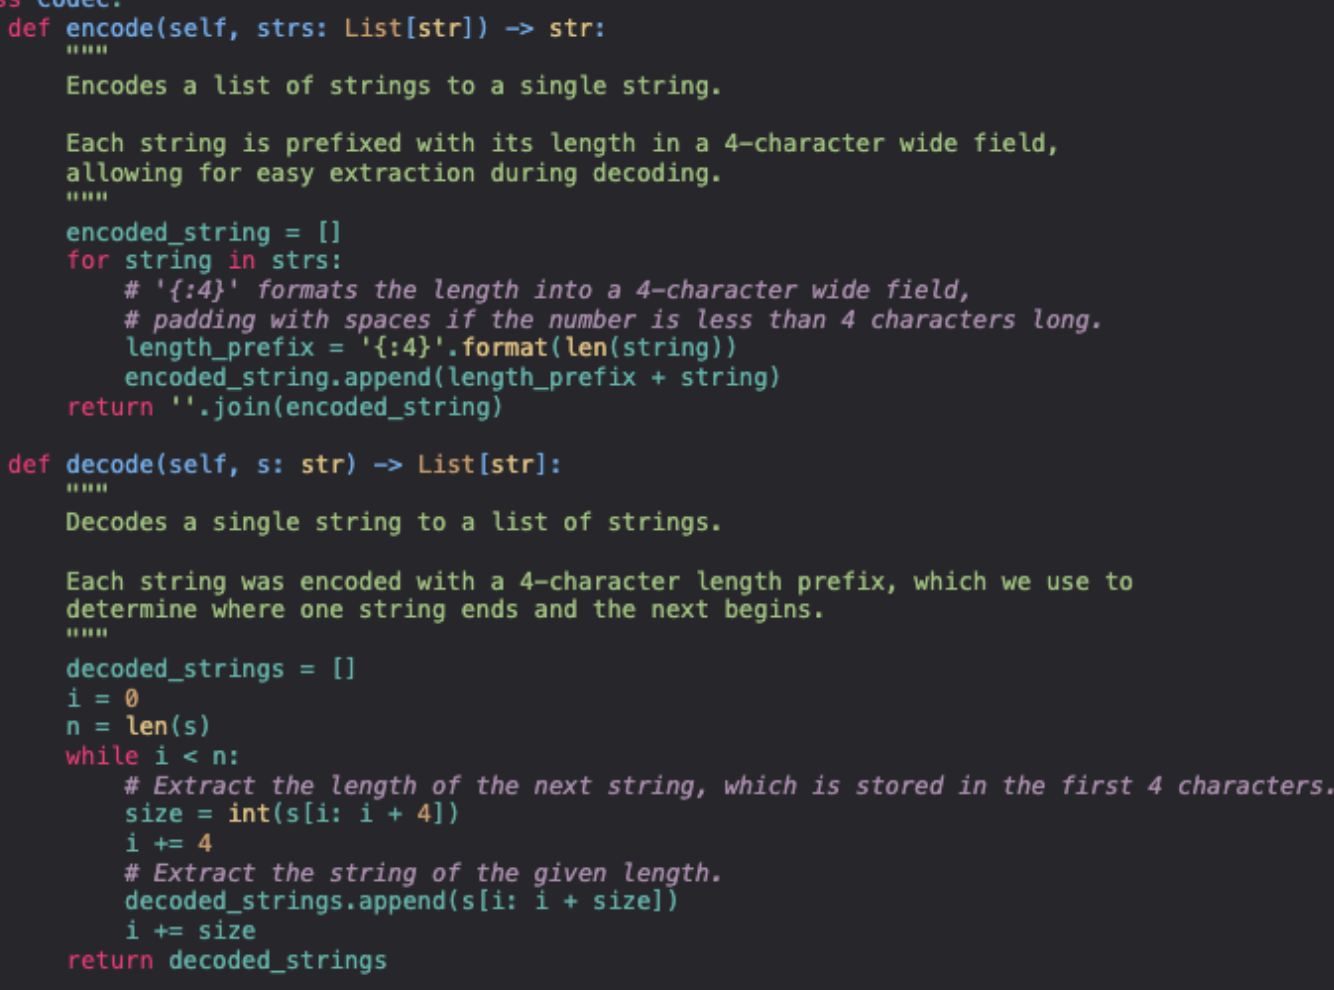 ss Codec:
def encode(self, strs: List[str]) -> str:
"""
Encodes a list of strings to a single string.
Each string is prefixed with its length in a 4-character wide field,
allowing for easy extraction during decoding.
"""
encoded_string = []
for string in strs:
# '{:4}' formats the length into a 4-character wide field,
# padding with spaces if the number is less than 4 characters long.
length_prefix = '{:4}'.format(len(string))
encoded_string.append(length_prefix + string)
return ''.join(encoded_string)
def decode(self, s: str) -> List[str]:
"""
Decodes a single string to a list of strings.
Each string was encoded with a 4-character length prefix, which we use to
determine where one string ends and the next begins.
"""
decoded_strings = []
i = 0
n = len(s)
while i < n:
# Extract the length of the next string, which is stored in the first 4 characters.
size = int(s[i: i + 4])
i += 4
# Extract the string of the given length.
decoded_strings.append(s[i: i + size])
i += size
return decoded_strings